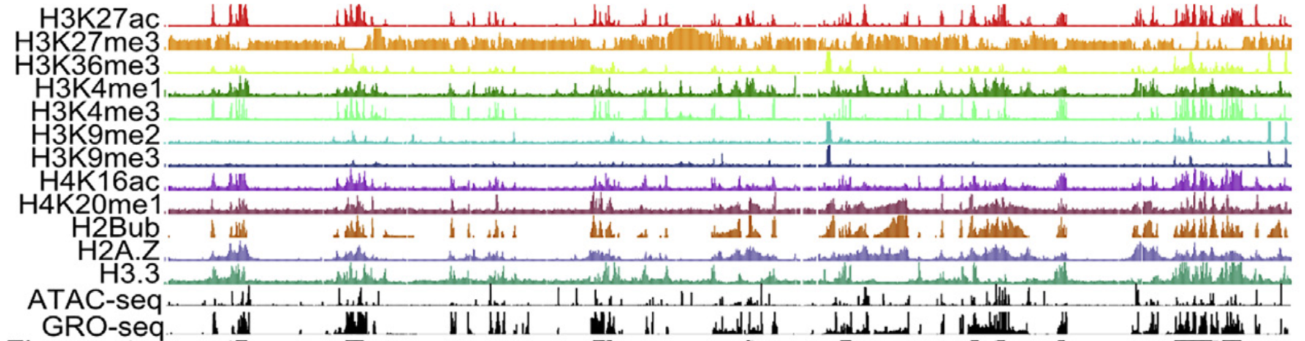 H3K27ac
H3K27me3
H3K36me3
H3K4me1
H3K4me3
H3K9me2
H3K9me3
H4K16ac
H4K20me1
H2Bub
H2A.Z
H3.3
ATAC-seq
GRO-seq